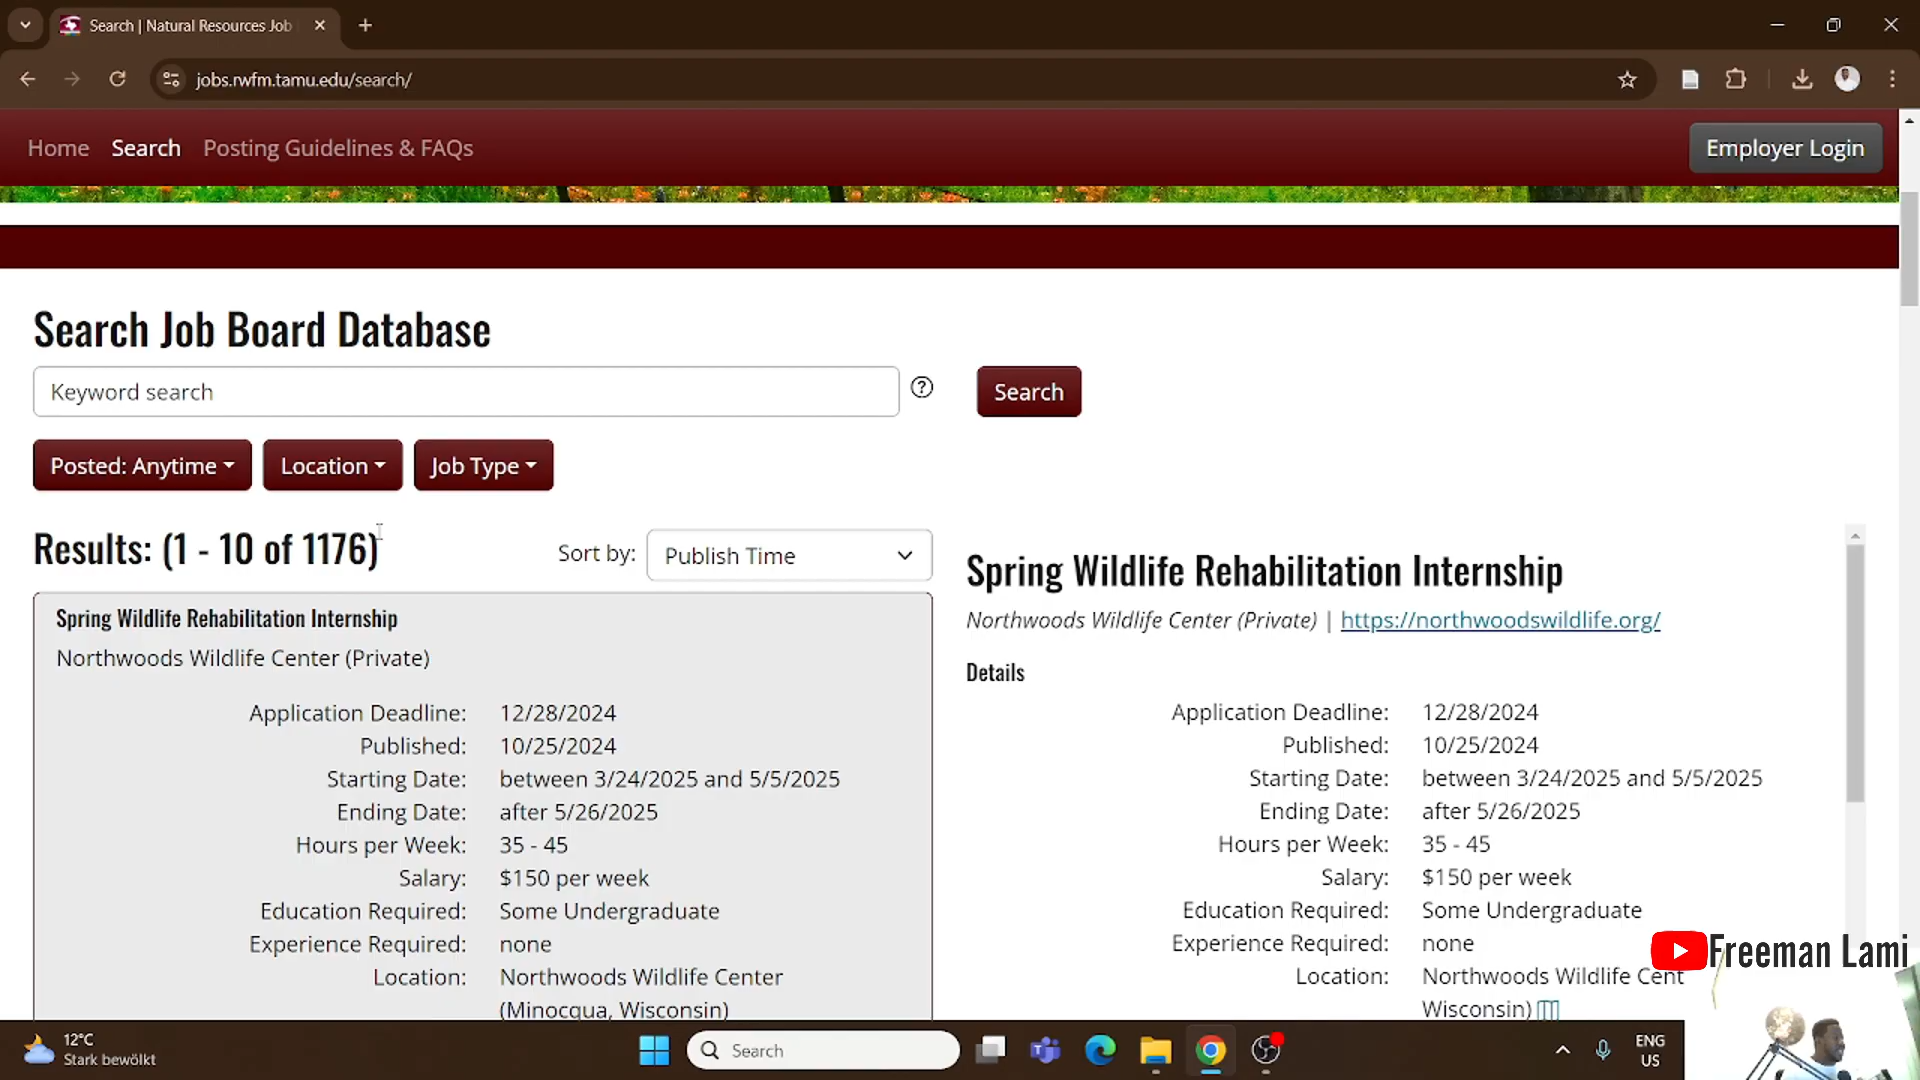 Search | Natural Resources Job
jobs.rwfm.tamu.edu/search/
Home Search Posting Guidelines & FAQs Employer Login
Search Job Board Database
Keyword search
Search
Posted: Anytime Location Job Type
Results: (1 - 10 of 1176)
Sort by: Publish Time
Spring Wildlife Rehabilitation Internship
Northwoods Wildlife Center (Private)
Application Deadline: 12/28/2024
Published: 10/25/2024
Starting Date: between 3/24/2025 and 5/5/2025
Ending Date: after 5/26/2025
Hours per Week: 35 - 45
Salary: $150 per week
Education Required: Some Undergraduate
Experience Required: none
Location: Northwoods Wildlife Center
(Minocqua, Wisconsin)
Spring Wildlife Rehabilitation Internship
Northwoods Wildlife Center (Private) | https://northwoodswildlife.org/
Details
Application Deadline: 12/28/2024
Published: 10/25/2024
Starting Date: between 3/24/2025 and 5/5/2025
Ending Date: after 5/26/2025
Hours per Week: 35 - 45
Salary: $150 per week
Education Required: Some Undergraduate
Experience Required: none
Location: Northwoods Wildlife Cent
Wisconsin)
Freeman Lami
12°C
Stark bewölkt
Search
ENG
US